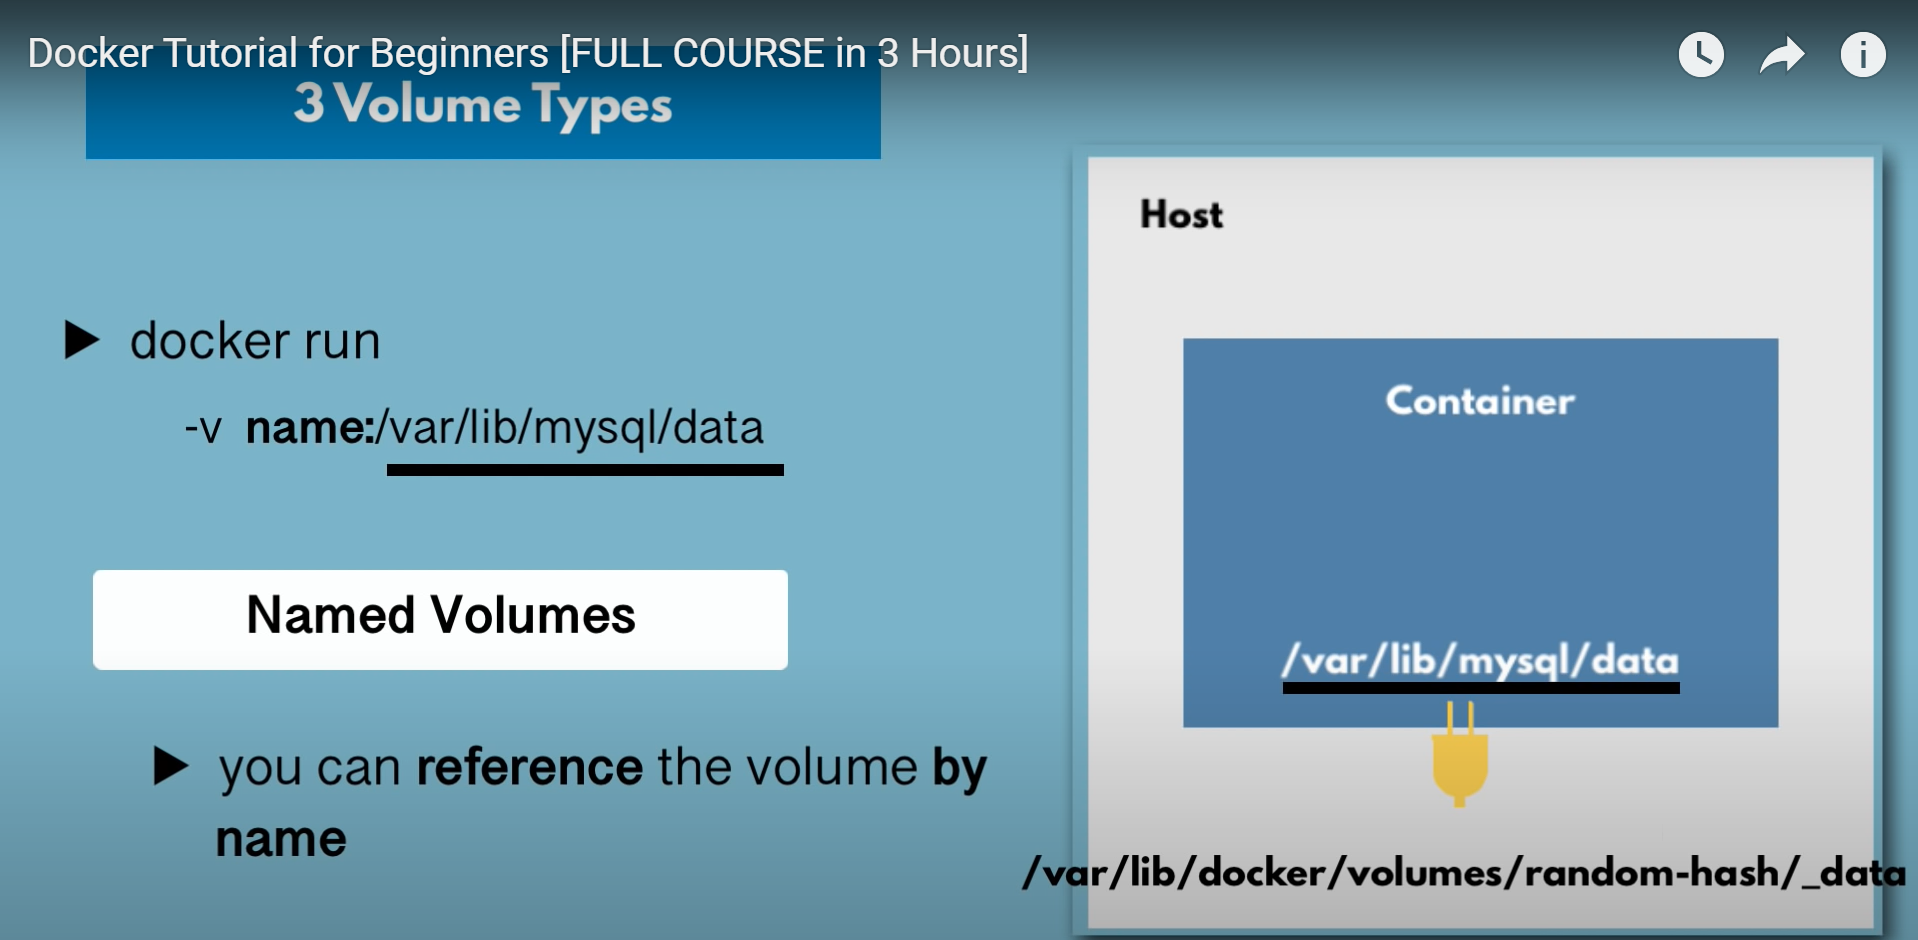 Docker Tutorial for Beginners [FULL COURSE in 3 Hours]
3 Volume Types
docker run
-v name:/var/lib/mysql/data
Named Volumes
you can reference the volume by
name
Host
Container
/var/lib/mysql/data
/var/lib/docker/volumes/random-hash/_data